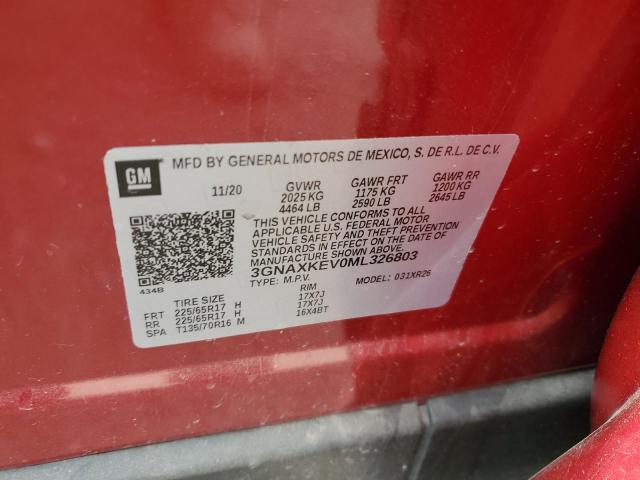 GM
MFD BY GENERAL MOTORS DE MEXICO, S. DE R.L. DE C.V.
11/20 GVWR GAWR FRT GAWR RR
2025 KG 1175 KG 1200 KG
4464 LB 2590 LB 2645 LB
THIS VEHICLE CONFORMS TO ALL
APPLICABLE U.S. FEDERAL MOTOR
VEHICLE SAFETY AND THEFT PREVENTION
STANDARDS IN EFFECT ON THE DATE OF
MANUFACTURE SHOWN ABOVE.
3GNAXKEV0ML326803
434B TYPE: M.P.V. MODEL: 031XR26
TIRE SIZE RIM
FRT 225/65R17 H 17X7J
RR 225/65R17 H 17X7J
SPA T135/70R16 M 16X4BT